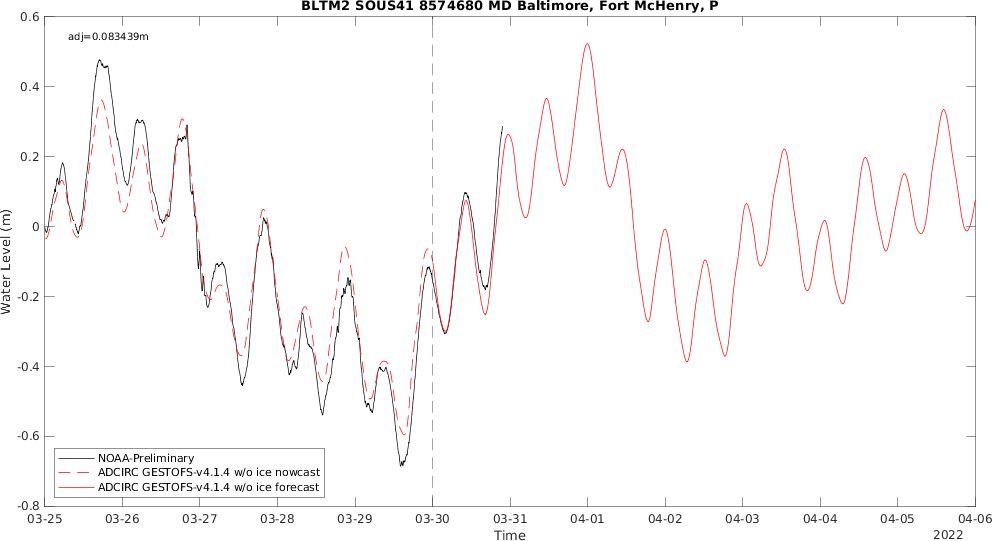 BLTM2 SOUS41 8574680 MD Baltimore, Fort McHenry, P
adj=0.083439m
0.6
0.4
0.2
0
-0.2
-0.4
-0.6
-0.8
Water Level (m)
NOAA-Preliminary
ADCIRC GESTOFS-v4.1.4 w/o ice nowcast
ADCIRC GESTOFS-v4.1.4 w/o ice forecast
03-25 03-26 03-27 03-28 03-29 03-30 03-31 04-01 04-02 04-03 04-04 04-05 04-06
Time
2022